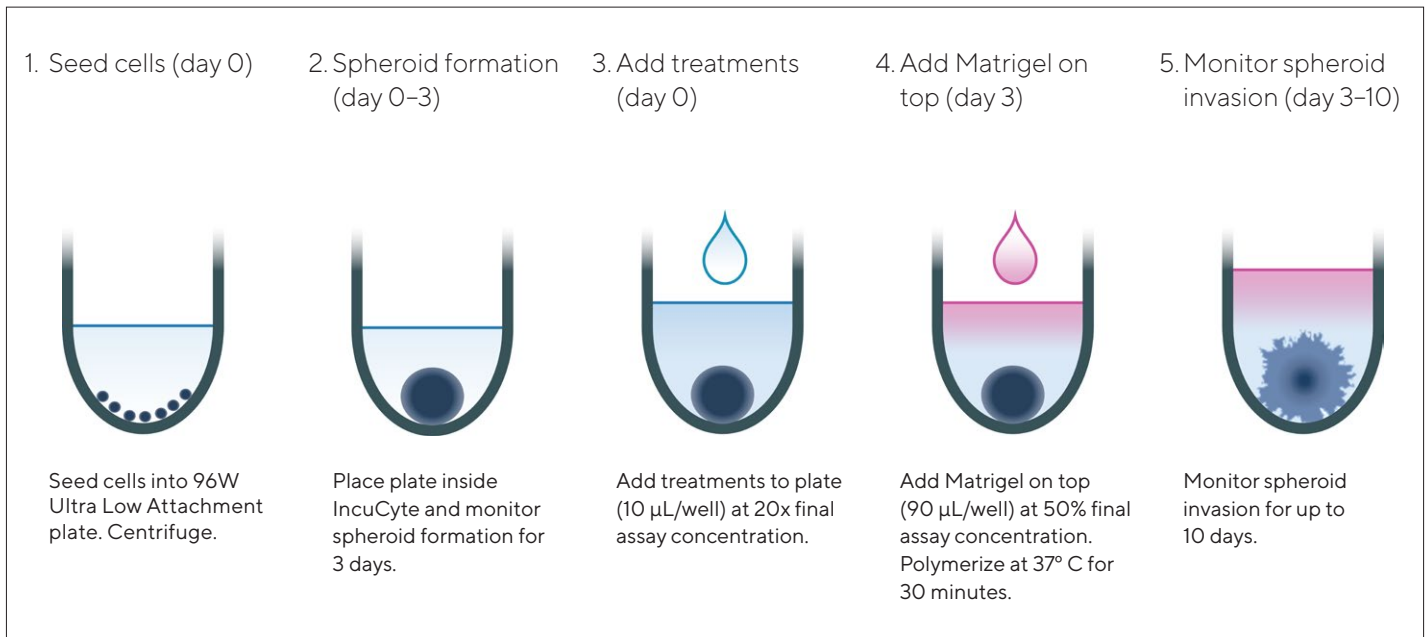 1. Seed cells (day 0)
2. Spheroid formation
(day 0–3)
3. Add treatments
(day 0)
4. Add Matrigel on
top (day 3)
5. Monitor spheroid
invasion (day 3–10)
Seed cells into 96W
Ultra Low Attachment
plate. Centrifuge.
Place plate inside
IncuCyte and monitor
spheroid formation for
3 days.
Add treatments to plate
(10 µL/well) at 20x final
assay concentration.
Add Matrigel on top
(90 µL/well) at 50% final
assay concentration.
Polymerize at 37° C for
30 minutes.
Monitor spheroid
invasion for up to
10 days.